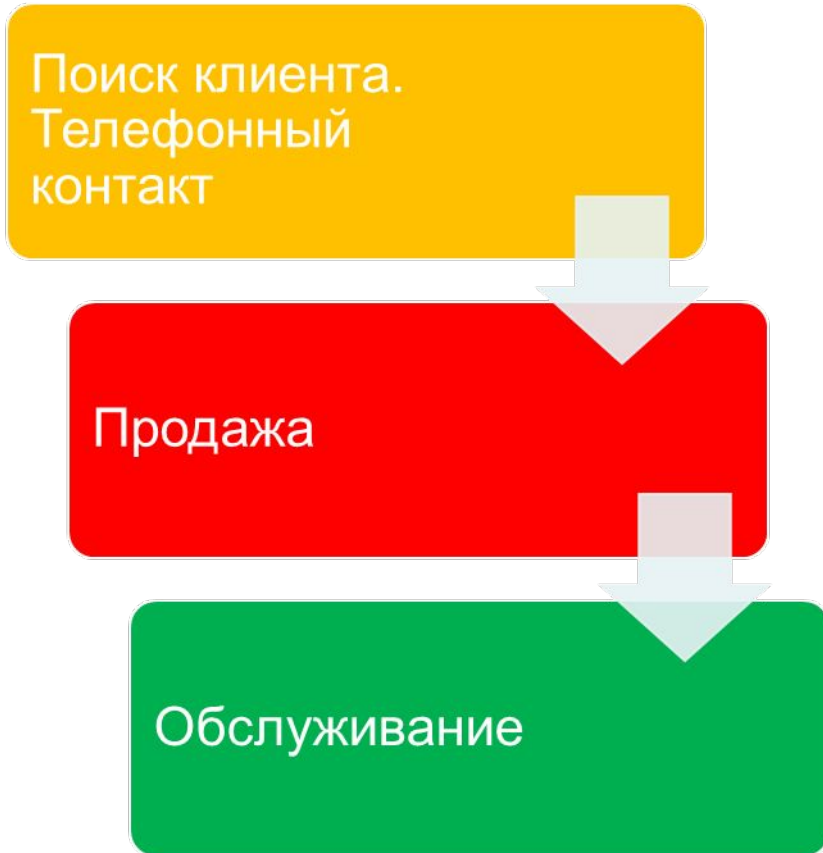 Поиск клиента.
Телефонный
контакт
Продажа
Обслуживание